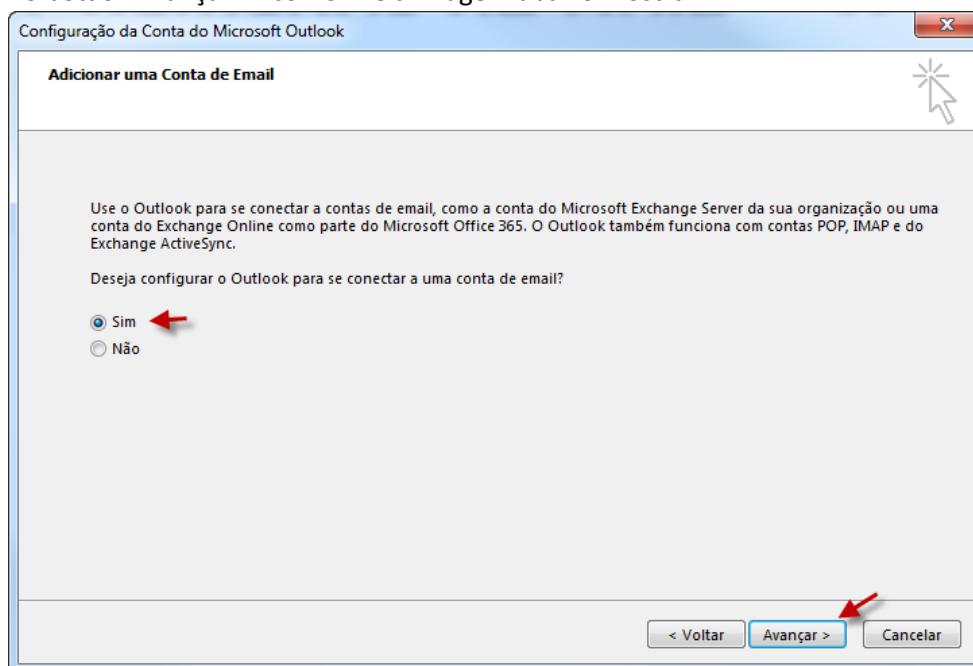 Configuração da Conta do Microsoft Outlook
Adicionar uma Conta de Email
Use o Outlook para se conectar a contas de email, como a conta do Microsoft Exchange Server da sua organização ou uma
conta do Exchange Online como parte do Microsoft Office 365. O Outlook também funciona com contas POP, IMAP e do
Exchange ActiveSync.
Deseja configurar o Outlook para se conectar a uma conta de email?
Sim
Não
< Voltar Avançar > Cancelar